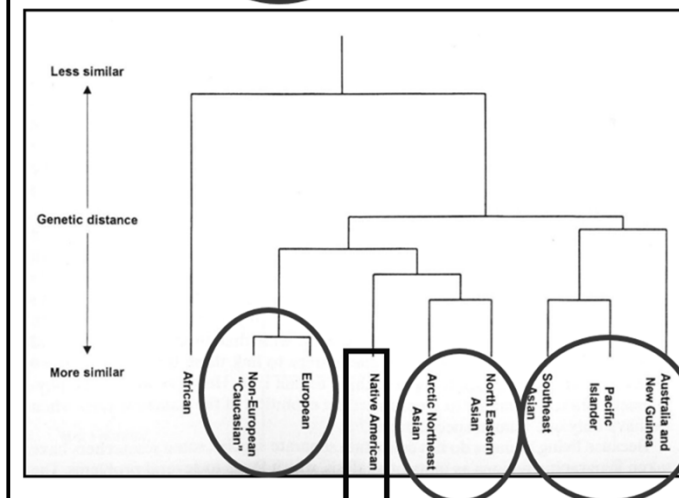 Less similar
Genetic distance
More similar
African
Non-European
"Caucasian"
European
Native American
Arctic Northeast
Asian
North Eastern
Asian
Southeast
Asian
Pacific
Islander
Australia and
New Guinea